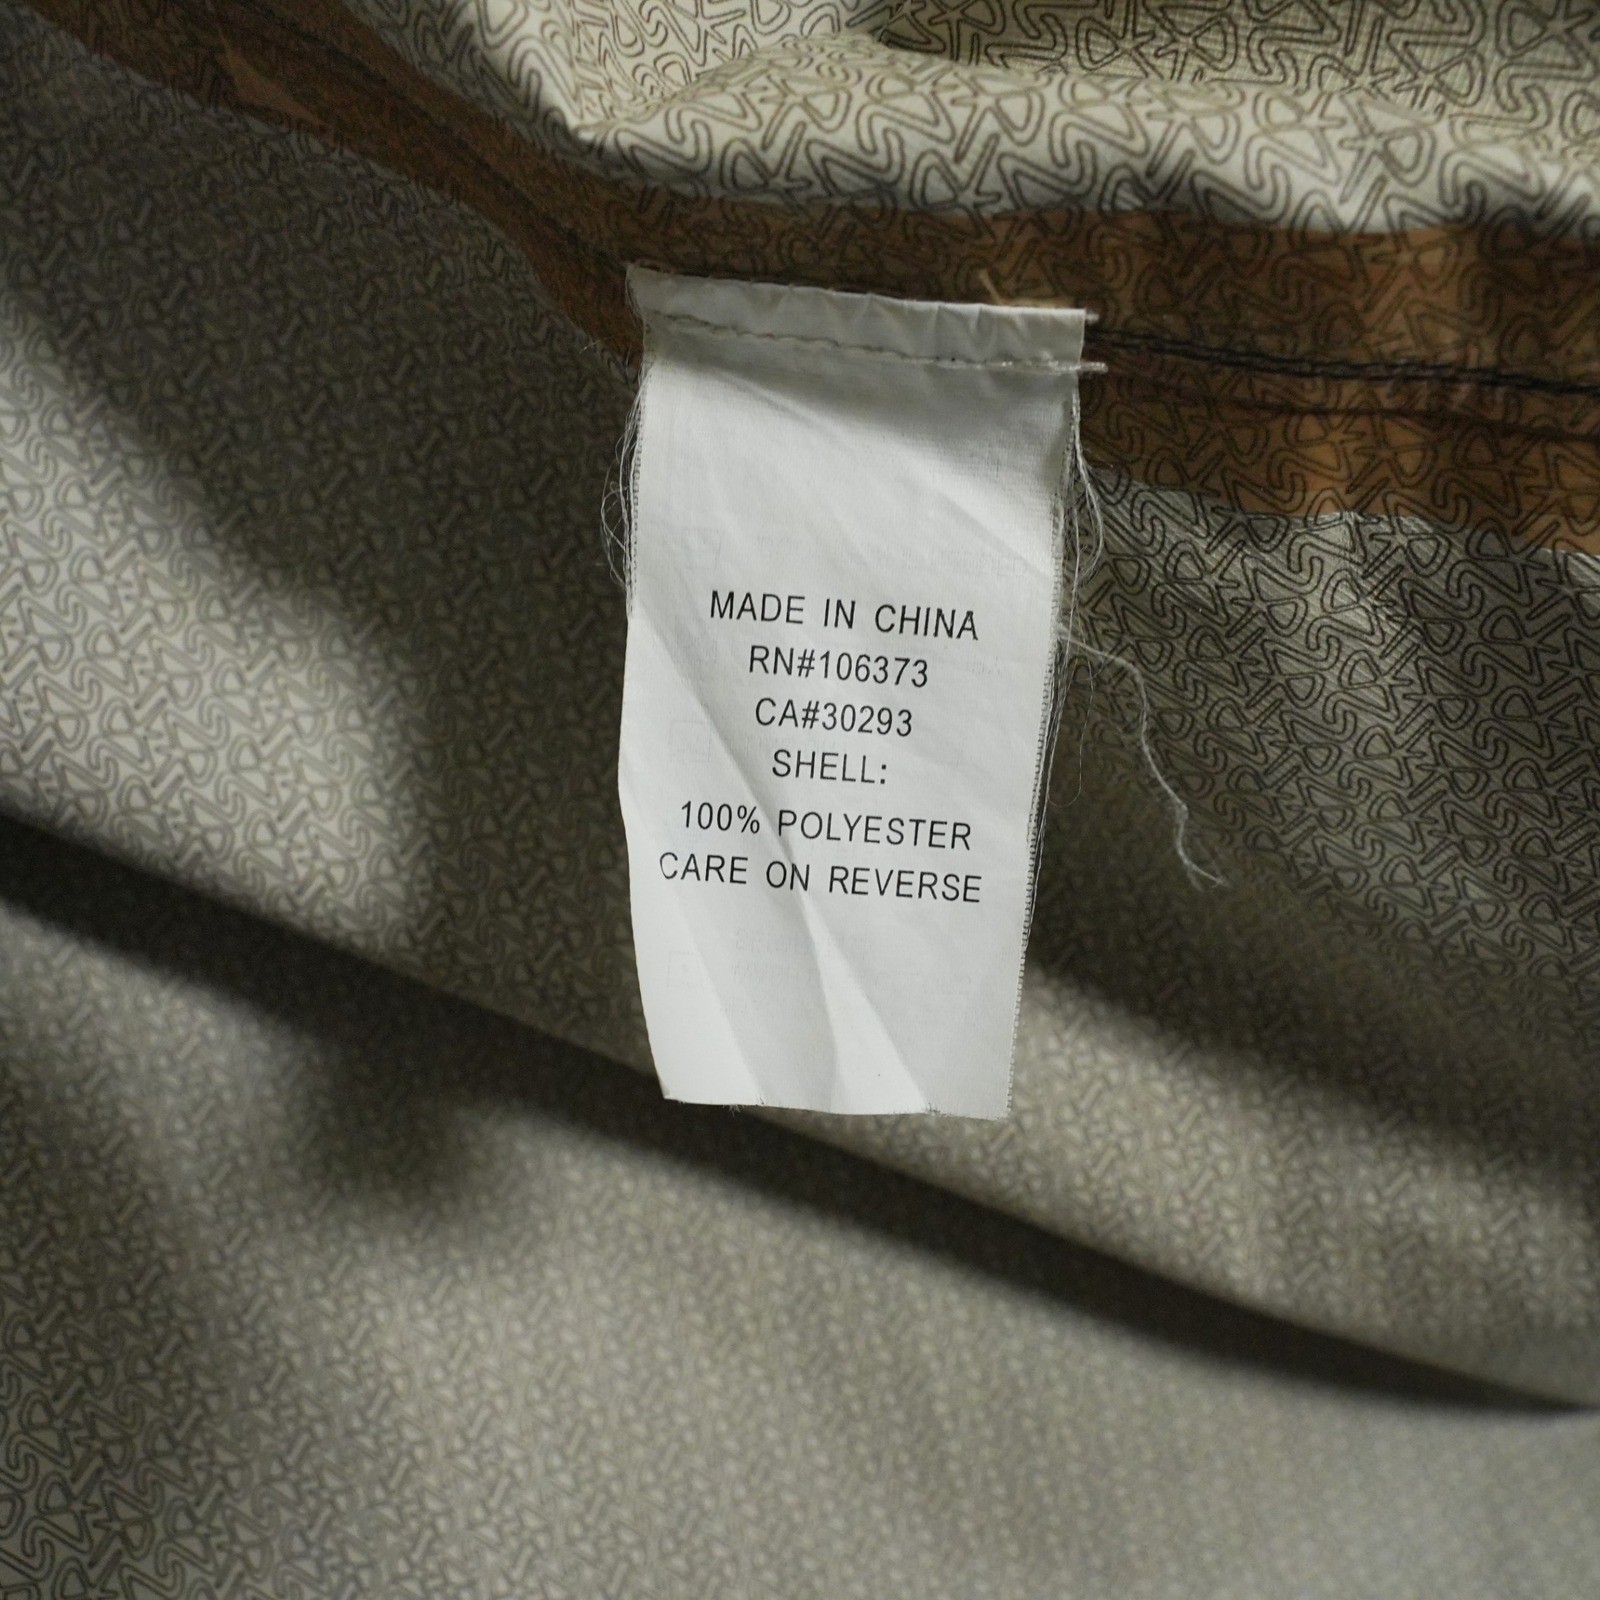 MADE IN CHINA
RN#106373
CA#30293
SHELL:
100% POLYESTER
CARE ON REVERSE